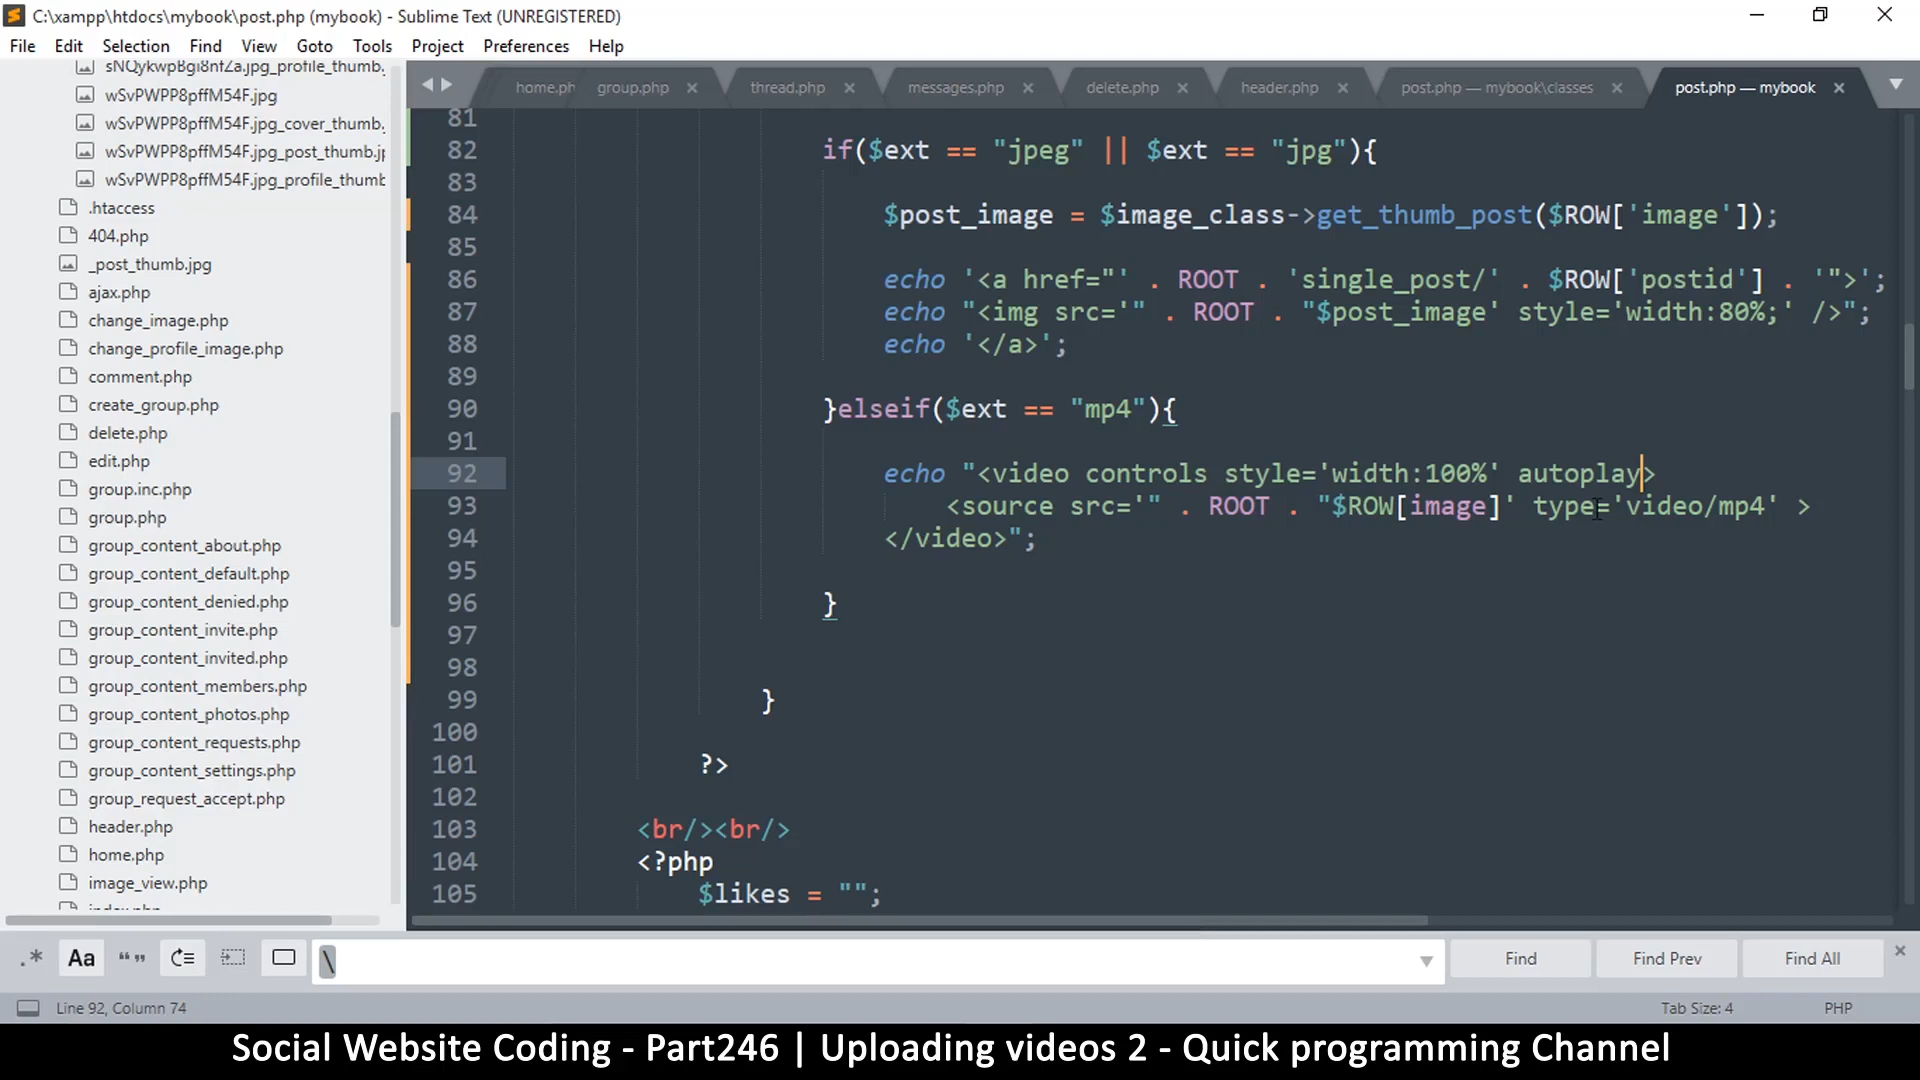 C:\xampp\htdocs\mybook\post.php (mybook) - Sublime Text (UNREGISTERED)
File Edit Selection Find View Goto Tools Project Preferences Help
wSvPWPP8pffM54F.jpg
wSvPWPP8pffM54F.jpg_cover_thumb.
wSvPWPP8pffM54F.jpg_post_thumb.jp
wSvPWPP8pffM54F.jpg_profile_thumb
.htaccess
404.php
_post_thumb.jpg
ajax.php
change_image.php
change_profile_image.php
comment.php
create_group.php
delete.php
edit.php
group.inc.php
group.php
group_content_about.php
group_content_default.php
group_content_denied.php
group_content_invite.php
group_content_invited.php
group_content_members.php
group_content_photos.php
group_content_requests.php
group_content_settings.php
group_request_accept.php
header.php
home.php
image_view.php
home.ph group.php thread.php messages.php delete.php header.php post.php — mybook\classes post.php — mybook
81
82 if($ext == "jpeg" || $ext == "jpg"){
83
84 $post_image = $image_class->get_thumb_post($ROW['image']);
85
86 echo '<a href="' . ROOT . 'single_post/' . $ROW['postid'] . '">';
87 echo "<img src='" . ROOT . "$post_image' style='width:80%;' />";
88 echo '</a>';
89
90 }elseif($ext == "mp4"){
91
92 echo "<video controls style='width:100%' autoplay>
93 <source src='" . ROOT . "$ROW[image]' type='video/mp4' >
94 </video>";
95
96 }
97
98
99 }
100
101 ?>
102
103 <br/><br/>
104 <?php
105 $likes = "";
.* Aa “” \ Find Find Prev Find All
Line 92, Column 74 Tab Size: 4 PHP
Social Website Coding - Part246 | Uploading videos 2 - Quick programming Channel